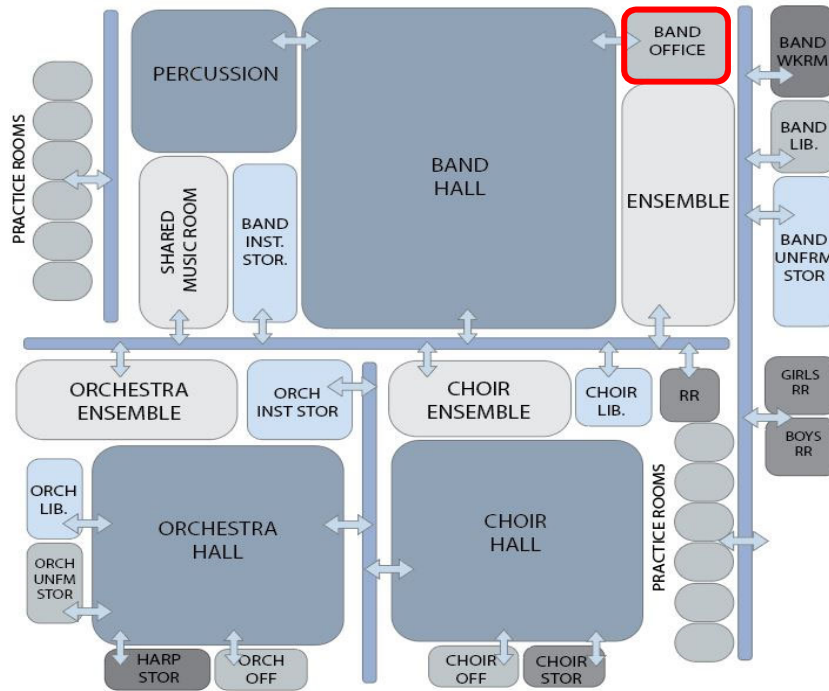 BAND
OFFICE
BAND
WKRM
PERCUSSION
PRACTICE ROOMS
BAND
LIB.
BAND
HALL
SHARED
MUSIC ROOM
BAND
INST.
STOR.
ENSEMBLE
BAND
UNFRM
STOR
ORCHESTRA
ENSEMBLE
ORCH
INST STOR
CHOIR
ENSEMBLE
CHOIR
LIB.
RR
GIRLS
RR
BOYS
RR
ORCH
LIB.
ORCHESTRA
HALL
CHOIR
HALL
PRACTICE ROOMS
ORCH
UNFM
STOR
HARP
STOR
ORCH
OFF
CHOIR
OFF
CHOIR
STOR